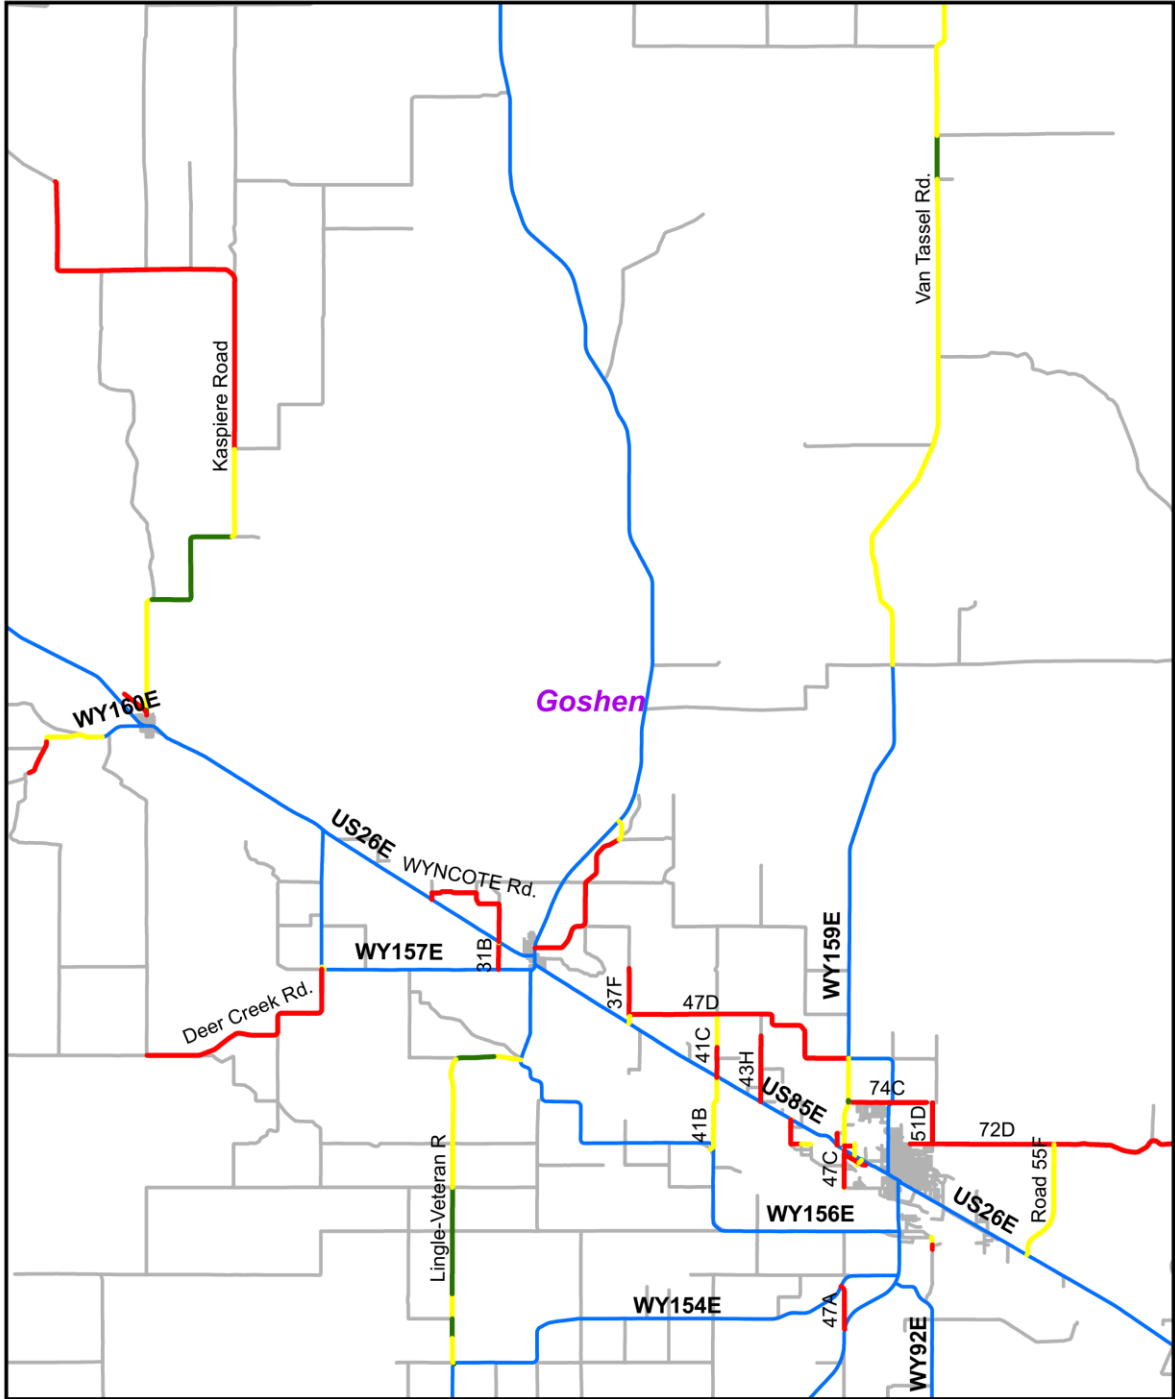 Van Tassel Rd.
Kaspiere Road
WY160E
Goshen
US26E
WYNCOTE Rd.
WY157E
31B
WY159E
Deer Creek Rd.
37F
47D
41C
43H
US85E
74C
51D
72D
41B
47C
Road 55F
Lingle-Veteran R
WY156E
US26E
WY154E
47A
WY92E